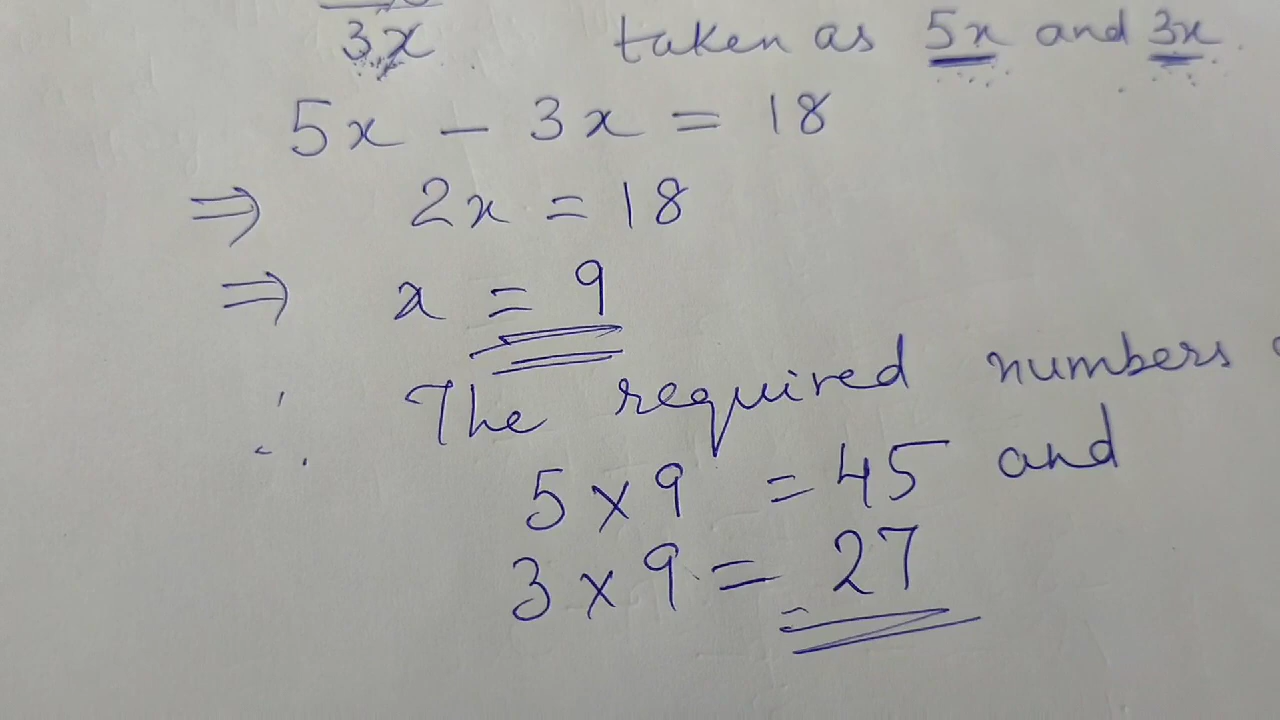 3x taken as 5x and 3x.
5x - 3x = 18
⇒ 2x = 18
⇒ x = 9
∴ The required numbers
5 × 9 = 45 and
3 × 9 = 27